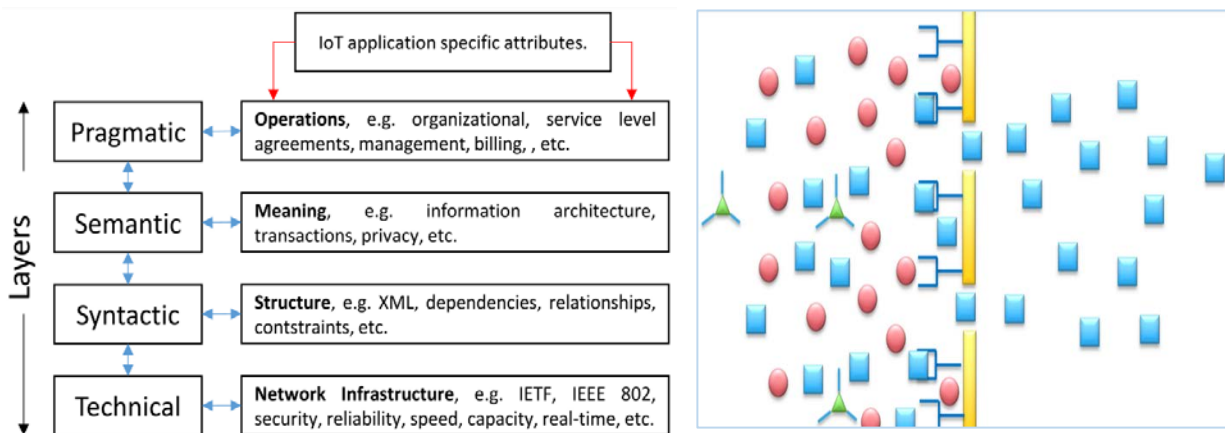 IoT application specific attributes.
Layers
Pragmatic
Operations, e.g. organizational, service level
agreements, management, billing, , etc.
Semantic
Meaning, e.g. information architecture,
transactions, privacy, etc.
Syntactic
Structure, e.g. XML, dependencies, relationships,
contstraints, etc.
Technical
Network Infrastructure, e.g. IETF, IEEE 802,
security, reliability, speed, capacity, real-time, etc.